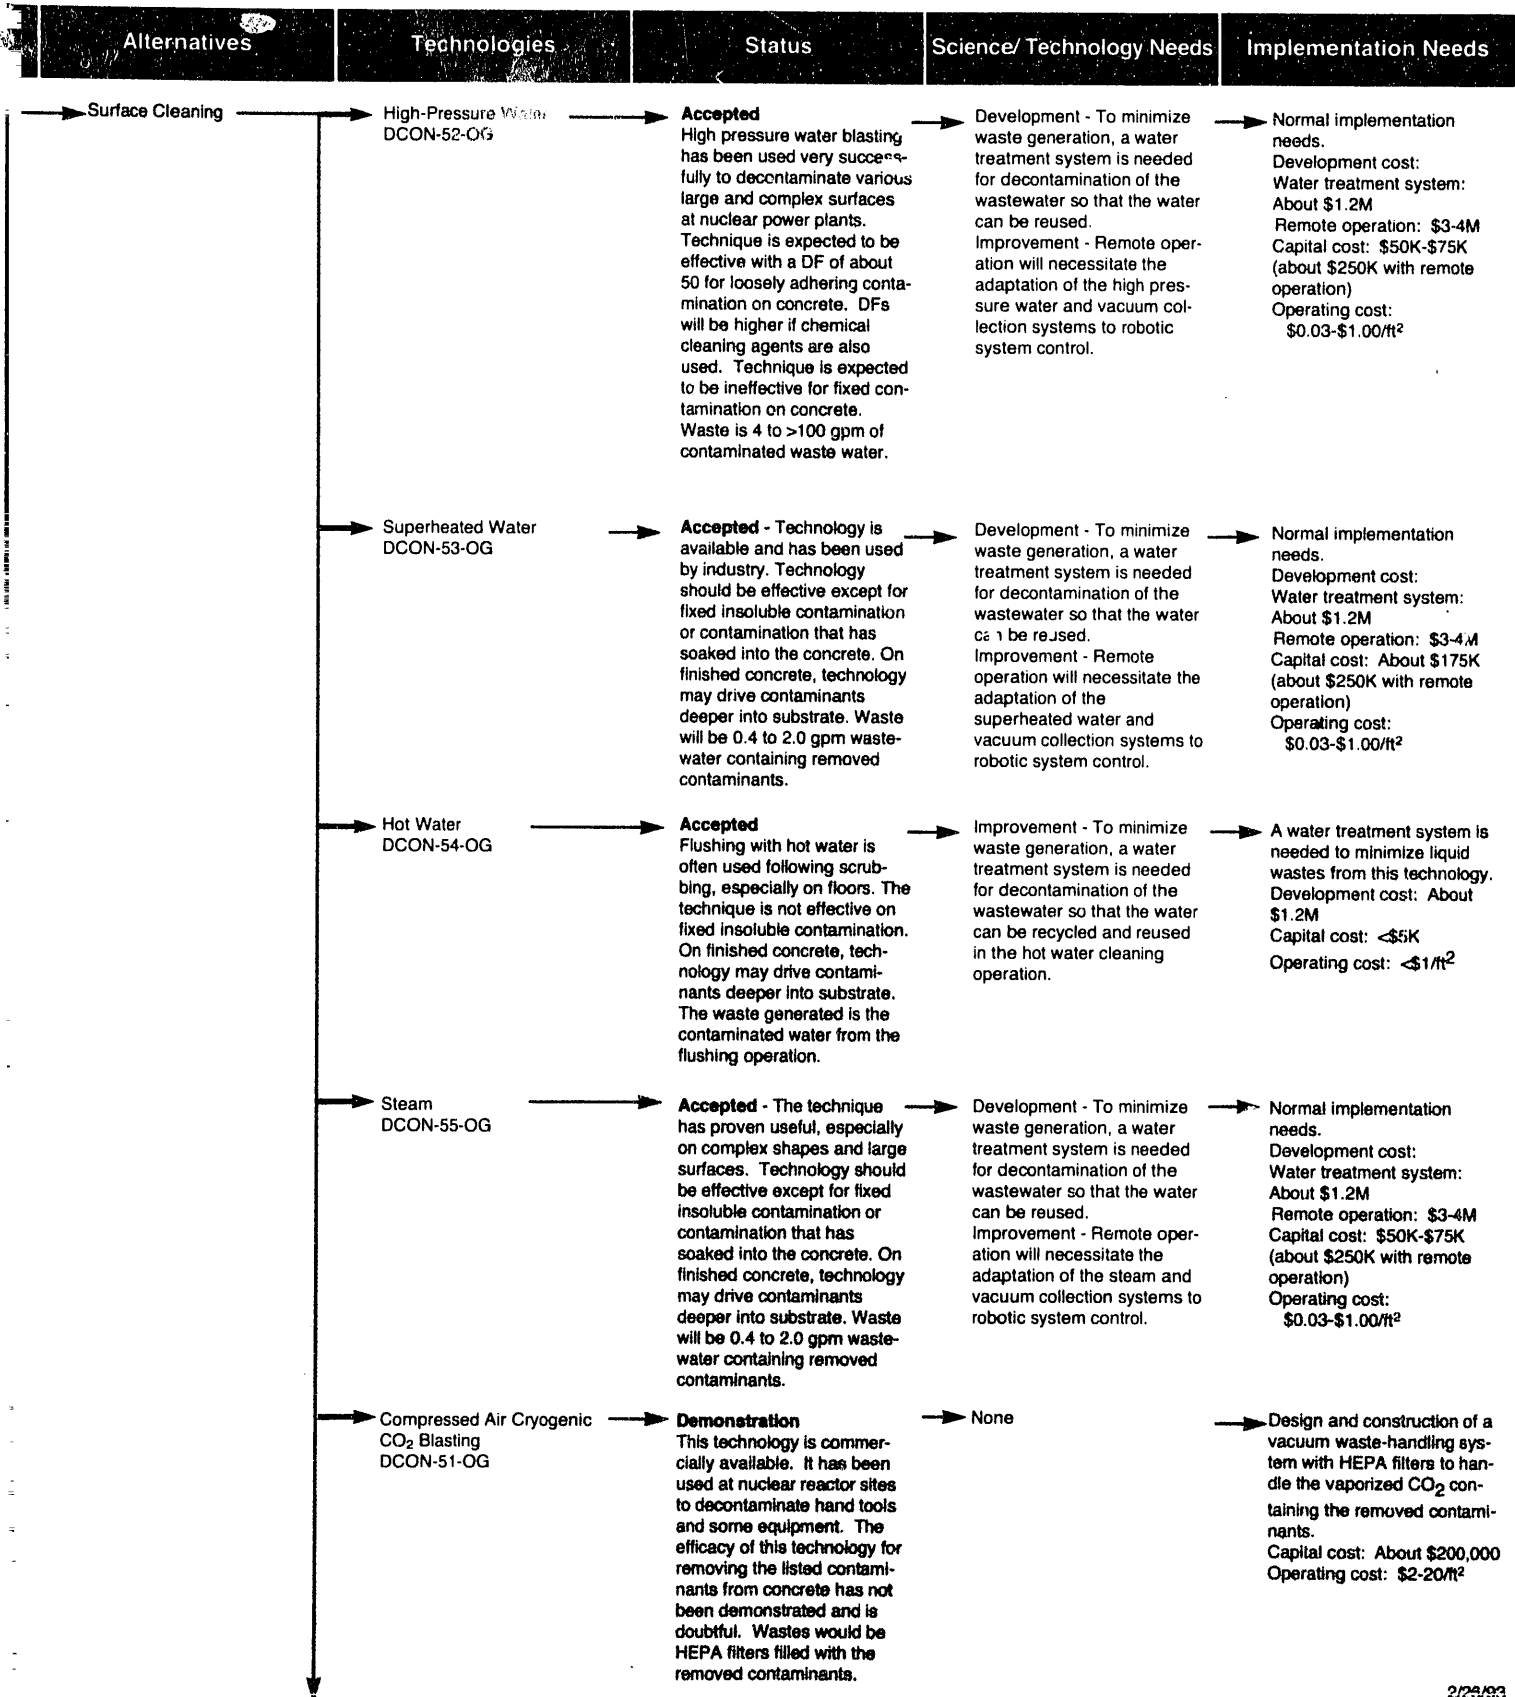 Alternatives
Technologies
Status
Science/ Technology Needs
Implementation Needs
Surface Cleaning
High-Pressure Water
DCON-52-OG
Accepted
High pressure water blasting
has been used very success-
fully to decontaminate various
large and complex surfaces
at nuclear power plants.
Technique is expected to be
effective with a DF of about
50 for loosely adhering conta-
mination on concrete. DFs
will be higher if chemical
cleaning agents are also
used. Technique is expected
to be ineffective for fixed con-
tamination on concrete.
Waste is 4 to >100 gpm of
contaminated waste water.
Development - To minimize
waste generation, a water
treatment system is needed
for decontamination of the
wastewater so that the water
can be reused.
Improvement - Remote oper-
ation will necessitate the
adaptation of the high pres-
sure water and vacuum col-
lection systems to robotic
system control.
Normal implementation
needs.
Development cost:
Water treatment system:
About $1.2M
Remote operation: $3-4M
Capital cost: $50K-$75K
(about $250K with remote
operation)
Operating cost:
$0.03-$1.00/ft²
Superheated Water
DCON-53-OG
Accepted - Technology is
available and has been used
by industry. Technology
should be effective except for
fixed insoluble contamination
or contamination that has
soaked into the concrete. On
finished concrete, technology
may drive contaminants
deeper into substrate. Waste
will be 0.4 to 2.0 gpm waste-
water containing removed
contaminants.
Development - To minimize
waste generation, a water
treatment system is needed
for decontamination of the
wastewater so that the water
can be reused.
Improvement - Remote
operation will necessitate the
adaptation of the
superheated water and
vacuum collection systems to
robotic system control.
Normal implementation
needs.
Development cost:
Water treatment system:
About $1.2M
Remote operation: $3-4M
Capital cost: About $175K
(about $250K with remote
operation)
Operating cost:
$0.03-$1.00/ft²
Hot Water
DCON-54-OG
Accepted
Flushing with hot water is
often used following scrub-
bing, especially on floors. The
technique is not effective on
fixed insoluble contamination.
On finished concrete, tech-
nology may drive contami-
nants deeper into substrate.
The waste generated is the
contaminated water from the
flushing operation.
Improvement - To minimize
waste generation, a water
treatment system is needed
for decontamination of the
wastewater so that the water
can be recycled and reused
in the hot water cleaning
operation.
A water treatment system is
needed to minimize liquid
wastes from this technology.
Development cost: About
$1.2M
Capital cost: <$5K
Operating cost: <$1/ft²
Steam
DCON-55-OG
Accepted - The technique
has proven useful, especially
on complex shapes and large
surfaces. Technology should
be effective except for fixed
insoluble contamination or
contamination that has
soaked into the concrete. On
finished concrete, technology
may drive contaminants
deeper into substrate. Waste
will be 0.4 to 2.0 gpm waste-
water containing removed
contaminants.
Development - To minimize
waste generation, a water
treatment system is needed
for decontamination of the
wastewater so that the water
can be reused.
Improvement - Remote oper-
ation will necessitate the
adaptation of the steam and
vacuum collection systems to
robotic system control.
Normal implementation
needs.
Development cost:
Water treatment system:
About $1.2M
Remote operation: $3-4M
Capital cost: $50K-$75K
(about $250K with remote
operation)
Operating cost:
$0.03-$1.00/ft²
Compressed Air Cryogenic
CO₂ Blasting
DCON-51-OG
Demonstration
This technology is commer-
cially available. It has been
used at nuclear reactor sites
to decontaminate hand tools
and some equipment. The
efficacy of this technology for
removing the listed contami-
nants from concrete has not
been demonstrated and is
doubtful. Wastes would be
HEPA filters filled with the
removed contaminants.
None
Design and construction of a
vacuum waste-handling sys-
tem with HEPA filters to han-
dle the vaporized CO₂ con-
taining the removed contami-
nants.
Capital cost: About $200,000
Operating cost: $2-20/ft²